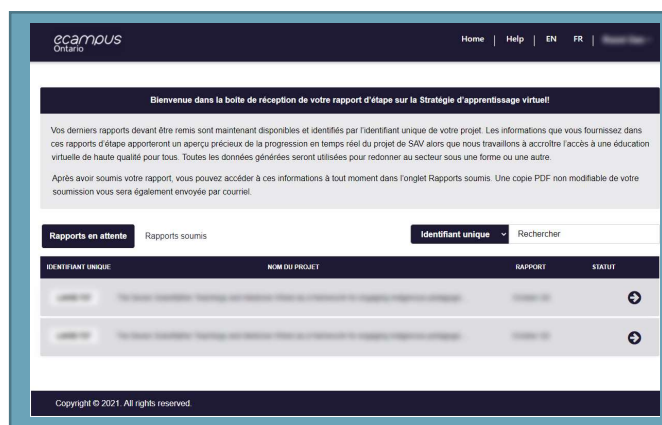 ecampus
Ontario
Home | Help | EN FR |
Bienvenue dans la boite de réception de votre rapport d'étape sur la Stratégie d'apprentissage virtuel!
Vos derniers rapports devant être remis sont maintenant disponibles et identifiés par l'identifiant unique de votre projet. Les informations que vous fournissez dans
ces rapports d'étape apporteront un aperçu précieux de la progression en temps réel du projet de SAV alors que nous travaillons à accroître l'accès à une éducation
virtuelle de haute qualité pour tous. Toutes les données générées seront utilisées pour redonner au secteur sous une forme ou une autre.
Après avoir soumis votre rapport, vous pouvez accéder à ces informations à tout moment dans l'onglet Rapports soumis. Une copie PDF non modifiable de votre
soumission vous sera également envoyée par courriel.
Rapports en attente Rapports soumis Identifiant unique Rechercher
IDENTIFIANT UNIQUE NOM DU PROJET RAPPORT STATUT
Copyright © 2021. All rights reserved.